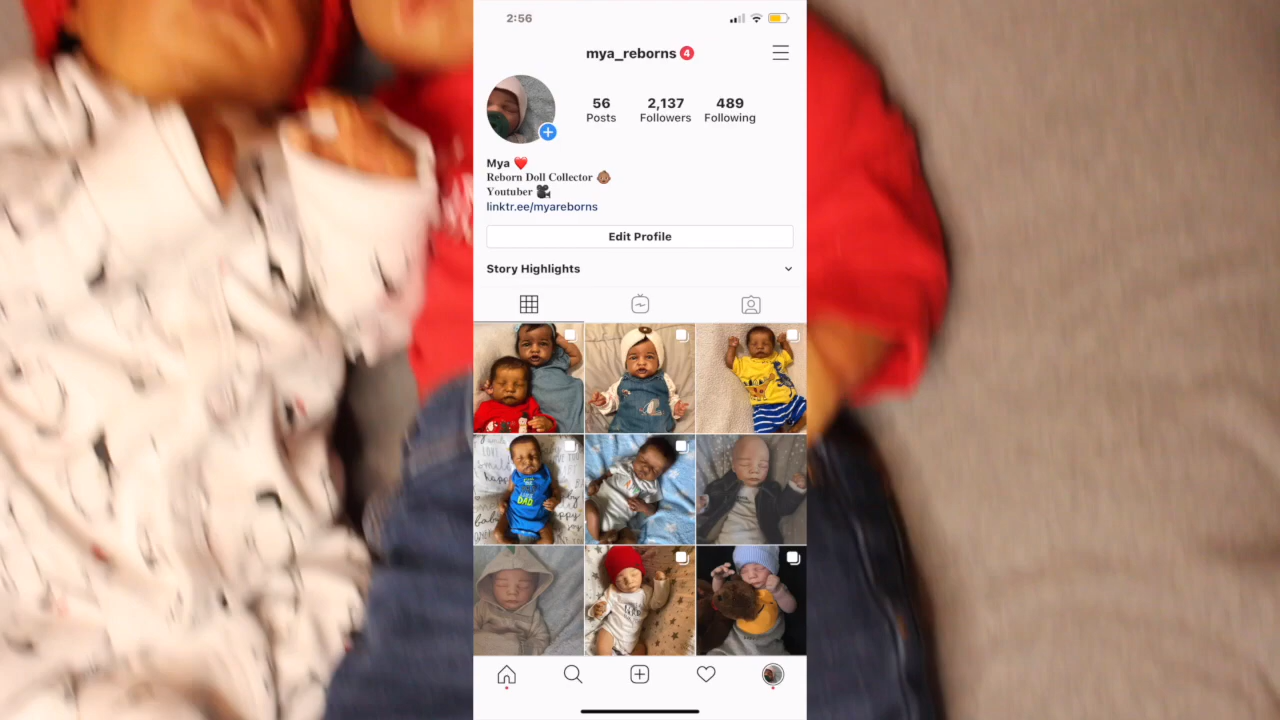 2:56
mya_reborns 4
56 2,137 489
Posts Followers Following
Mya ❤️
Reborn Doll Collector 👶🏽
Youtuber 🎥
linktr.ee/myareborns
Edit Profile
Story Highlights
DAD